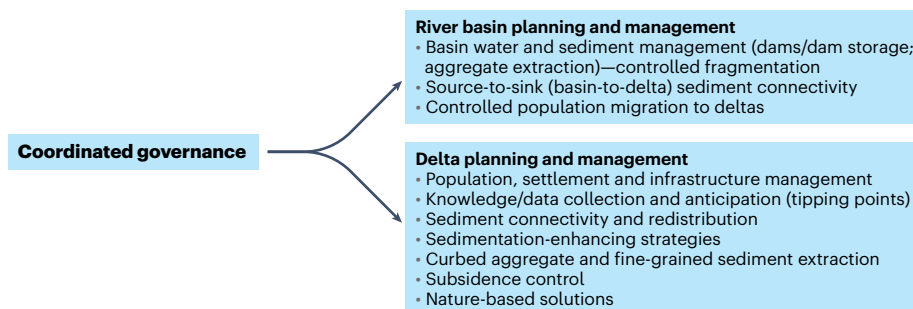 River basin planning and management
• Basin water and sediment management (dams/dam storage;
aggregate extraction)—controlled fragmentation
• Source-to-sink (basin-to-delta) sediment connectivity
• Controlled population migration to deltas
Coordinated governance
Delta planning and management
• Population, settlement and infrastructure management
• Knowledge/data collection and anticipation (tipping points)
• Sediment connectivity and redistribution
• Sedimentation-enhancing strategies
• Curbed aggregate and fine-grained sediment extraction
• Subsidence control
• Nature-based solutions